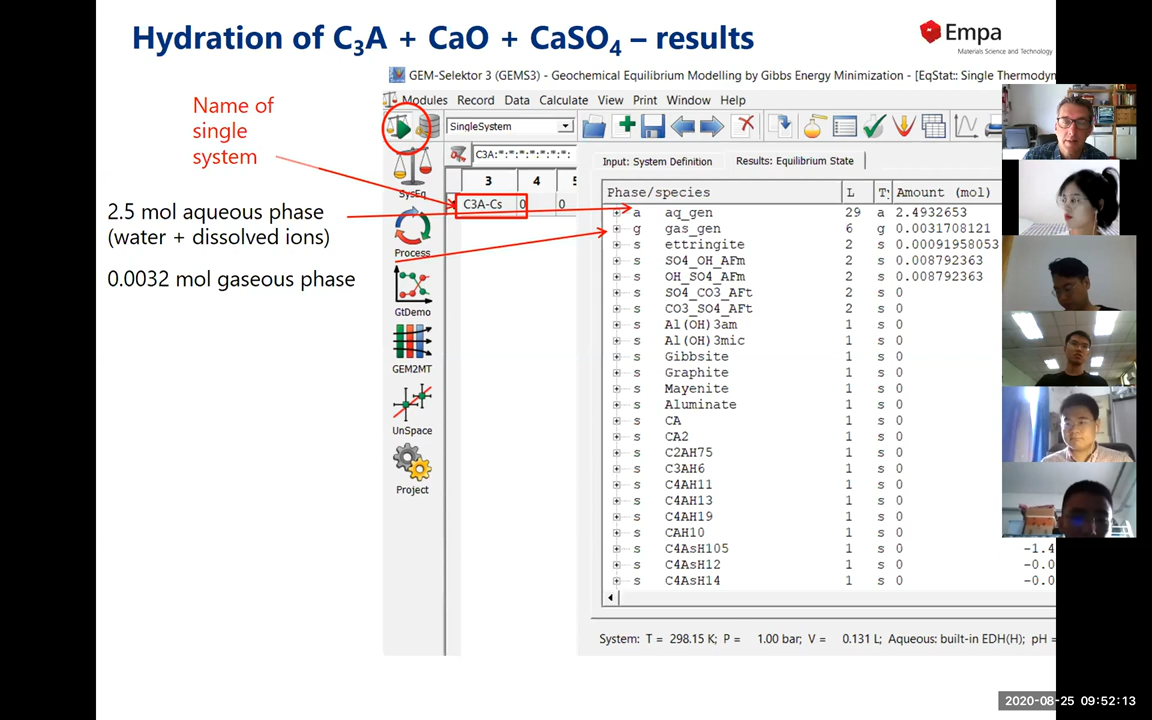 Hydration of C3A + CaO + CaSO4 – results
Empa
Materials Science and Technology
GEM-Selektor 3 (GEMS3) - Geochemical Equilibrium Modelling by Gibbs Energy Minimization - [EqStat:: Single Thermodyn
Modules Record Data Calculate View Print Window Help
SingleSystem
C3A:*:*:*:*:*:*:
Input: System Definition Results: Equilibrium State
Name of
single
system
3 4 5
C3A-Cs 0 0
2.5 mol aqueous phase
(water + dissolved ions)
0.0032 mol gaseous phase
SysEq
Process
GtDemo
GEM2MT
UnSpace
Project
Phase/species L Ty Amount (mol)
a aq_gen 29 a 2.4932653
g gas_gen 6 g 0.0031708121
s ettringite 2 s 0.00091958053
s SO4_OH_AFm 2 s 0.008792363
s OH_SO4_AFm 2 s 0.008792363
s SO4_CO3_AFt 2 s 0
s CO3_SO4_AFt 2 s 0
s Al(OH)3am 1 s 0
s Al(OH)3mic 1 s 0
s Gibbsite 1 s 0
s Graphite 1 s 0
s Mayenite 1 s 0
s Aluminate 1 s 0
s CA 1 s 0
s CA2 1 s 0
s C2AH75 1 s 0
s C3AH6 1 s 0
s C4AH11 1 s 0
s C4AH13 1 s 0
s C4AH19 1 s 0
s CAH10 1 s 0
s C4AsH105 1 s 0 -1.4
s C4AsH12 1 s 0 -0.0
s C4AsH14 1 s 0 -0.0
System: T = 298.15 K; P = 1.00 bar; V = 0.131 L; Aqueous: built-in EDH(H); pH =
2020-08-25 09:52:13